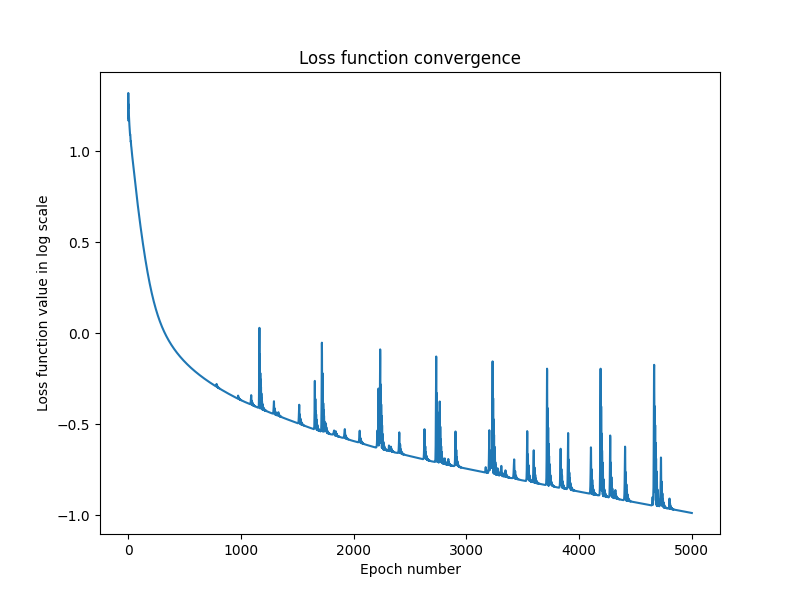 Loss function convergence
Loss function value in log scale
1.0
0.5
0.0
−0.5
−1.0
0 1000 2000 3000 4000 5000
Epoch number